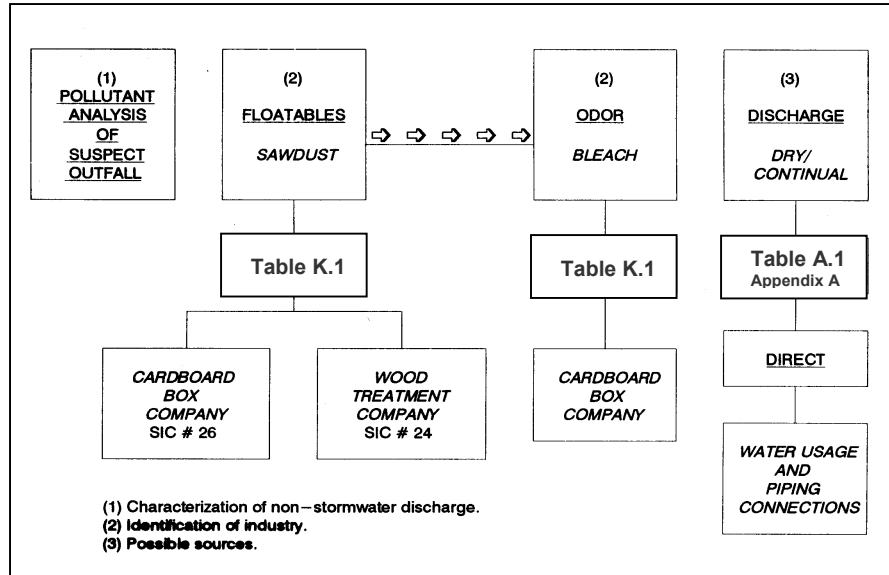 (1)
POLLUTANT
ANALYSIS
OF
SUSPECT
OUTFALL
(2)
FLOATABLES
SAWDUST
(2)
ODOR
BLEACH
(3)
DISCHARGE
DRY/
CONTINUAL
Table K.1
Table K.1
Table A.1
Appendix A
CARDBOARD
BOX
COMPANY
SIC # 26
WOOD
TREATMENT
COMPANY
SIC # 24
CARDBOARD
BOX
COMPANY
DIRECT
WATER USAGE
AND
PIPING
CONNECTIONS
(1) Characterization of non-stormwater discharge.
(2) Identification of industry.
(3) Possible sources.